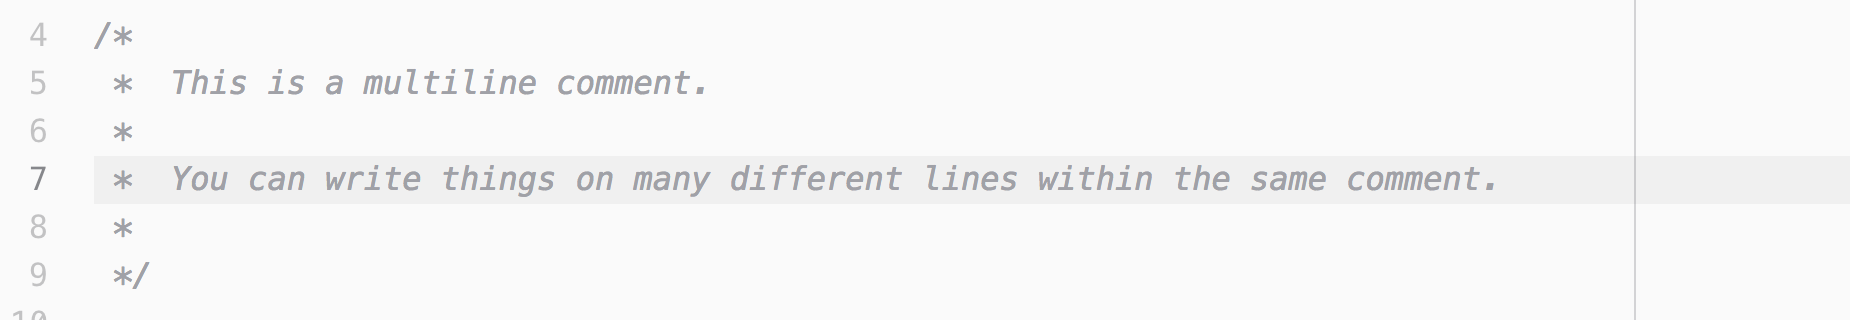 4 /*
5  *  This is a multiline comment.
6  *
7  *  You can write things on many different lines within the same comment.
8  *
9  */
10